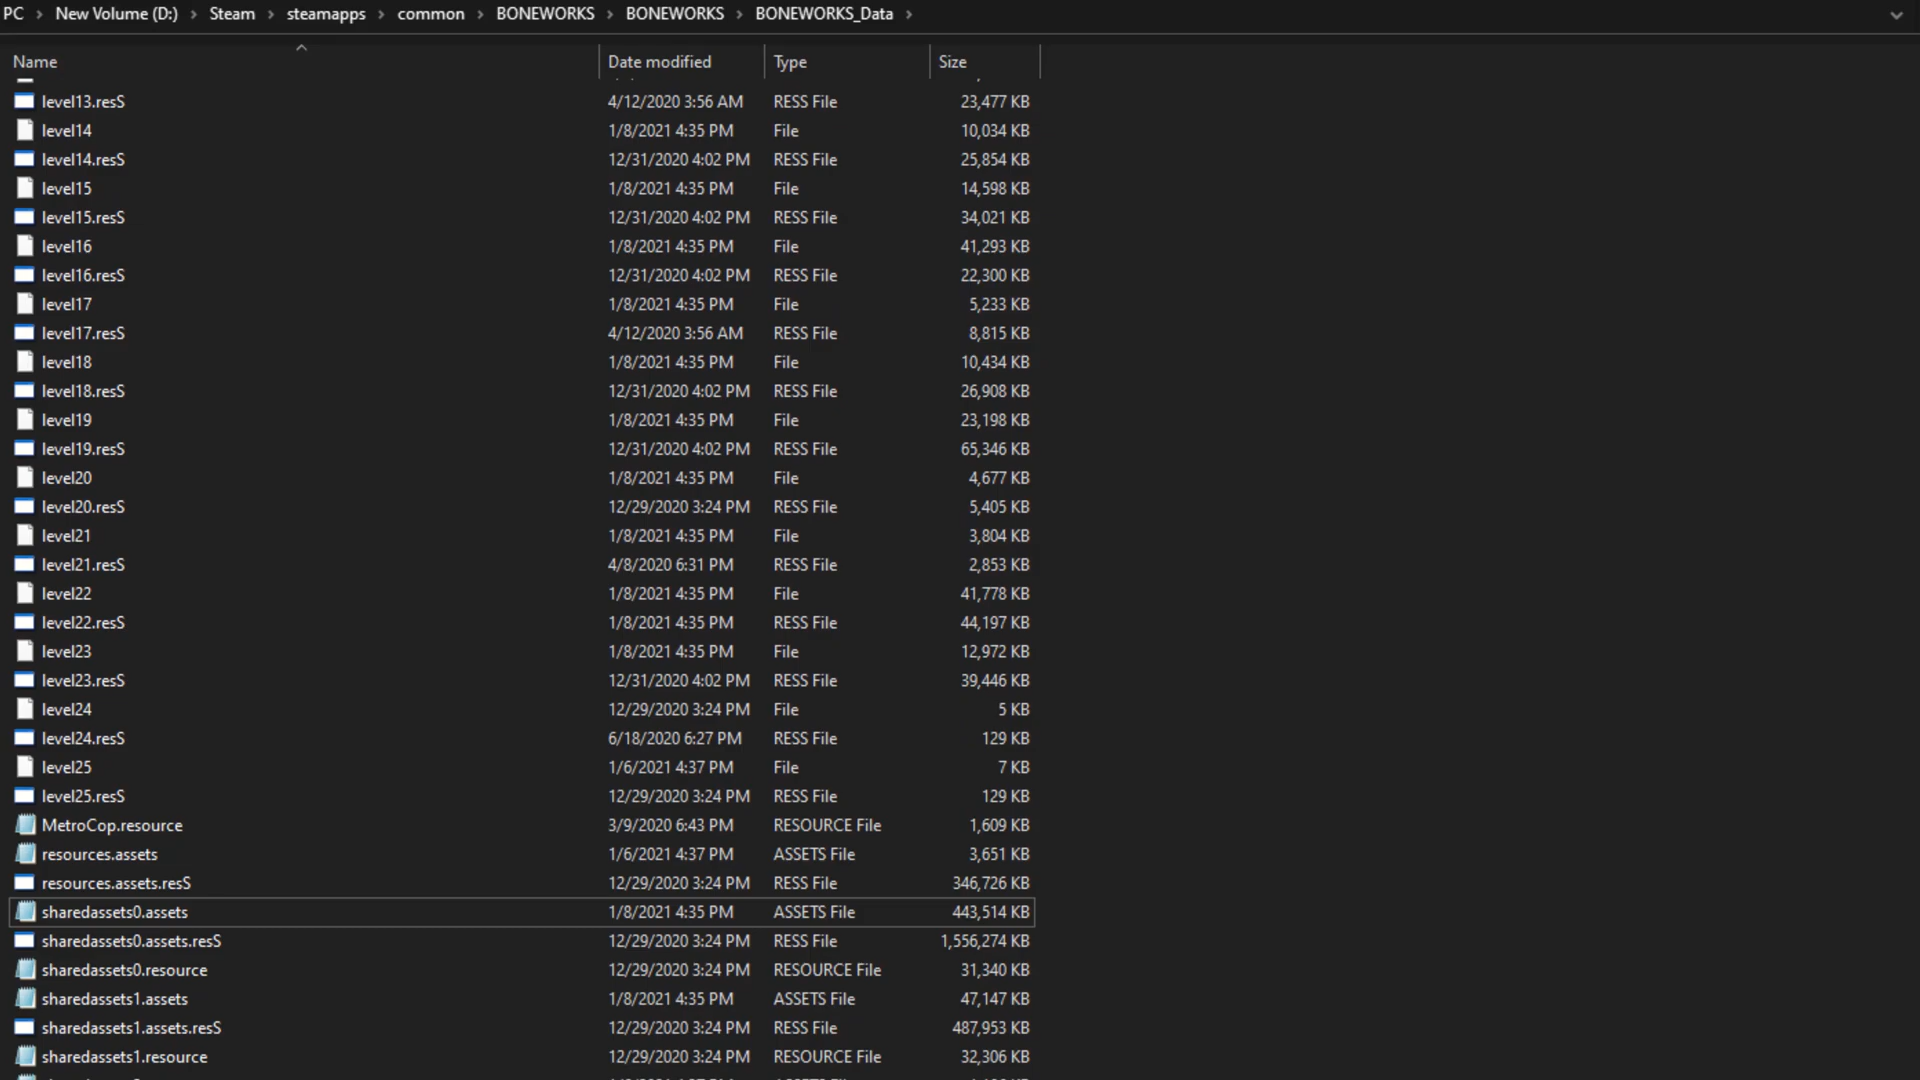 PC > New Volume (D:) > Steam > steamapps > common > BONEWORKS > BONEWORKS > BONEWORKS_Data >
Name Date modified Type Size
level13.resS 4/12/2020 3:56 AM RESS File 23,477 KB
level14 1/8/2021 4:35 PM File 10,034 KB
level14.resS 12/31/2020 4:02 PM RESS File 25,854 KB
level15 1/8/2021 4:35 PM File 14,598 KB
level15.resS 12/31/2020 4:02 PM RESS File 34,021 KB
level16 1/8/2021 4:35 PM File 41,293 KB
level16.resS 12/31/2020 4:02 PM RESS File 22,300 KB
level17 1/8/2021 4:35 PM File 5,233 KB
level17.resS 4/12/2020 3:56 AM RESS File 8,815 KB
level18 1/8/2021 4:35 PM File 10,434 KB
level18.resS 12/31/2020 4:02 PM RESS File 26,908 KB
level19 1/8/2021 4:35 PM File 23,198 KB
level19.resS 12/31/2020 4:02 PM RESS File 65,346 KB
level20 1/8/2021 4:35 PM File 4,677 KB
level20.resS 12/29/2020 3:24 PM RESS File 5,405 KB
level21 1/8/2021 4:35 PM File 3,804 KB
level21.resS 4/8/2020 6:31 PM RESS File 2,853 KB
level22 1/8/2021 4:35 PM File 41,778 KB
level22.resS 1/8/2021 4:35 PM RESS File 44,197 KB
level23 1/8/2021 4:35 PM File 12,972 KB
level23.resS 12/31/2020 4:02 PM RESS File 39,446 KB
level24 12/29/2020 3:24 PM File 5 KB
level24.resS 6/18/2020 6:27 PM RESS File 129 KB
level25 1/6/2021 4:37 PM File 7 KB
level25.resS 12/29/2020 3:24 PM RESS File 129 KB
MetroCop.resource 3/9/2020 6:43 PM RESOURCE File 1,609 KB
resources.assets 1/6/2021 4:37 PM ASSETS File 3,651 KB
resources.assets.resS 12/29/2020 3:24 PM RESS File 346,726 KB
sharedassets0.assets 1/8/2021 4:35 PM ASSETS File 443,514 KB
sharedassets0.assets.resS 12/29/2020 3:24 PM RESS File 1,556,274 KB
sharedassets0.resource 12/29/2020 3:24 PM RESOURCE File 31,340 KB
sharedassets1.assets 1/8/2021 4:35 PM ASSETS File 47,147 KB
sharedassets1.assets.resS 12/29/2020 3:24 PM RESS File 487,953 KB
sharedassets1.resource 12/29/2020 3:24 PM RESOURCE File 32,306 KB